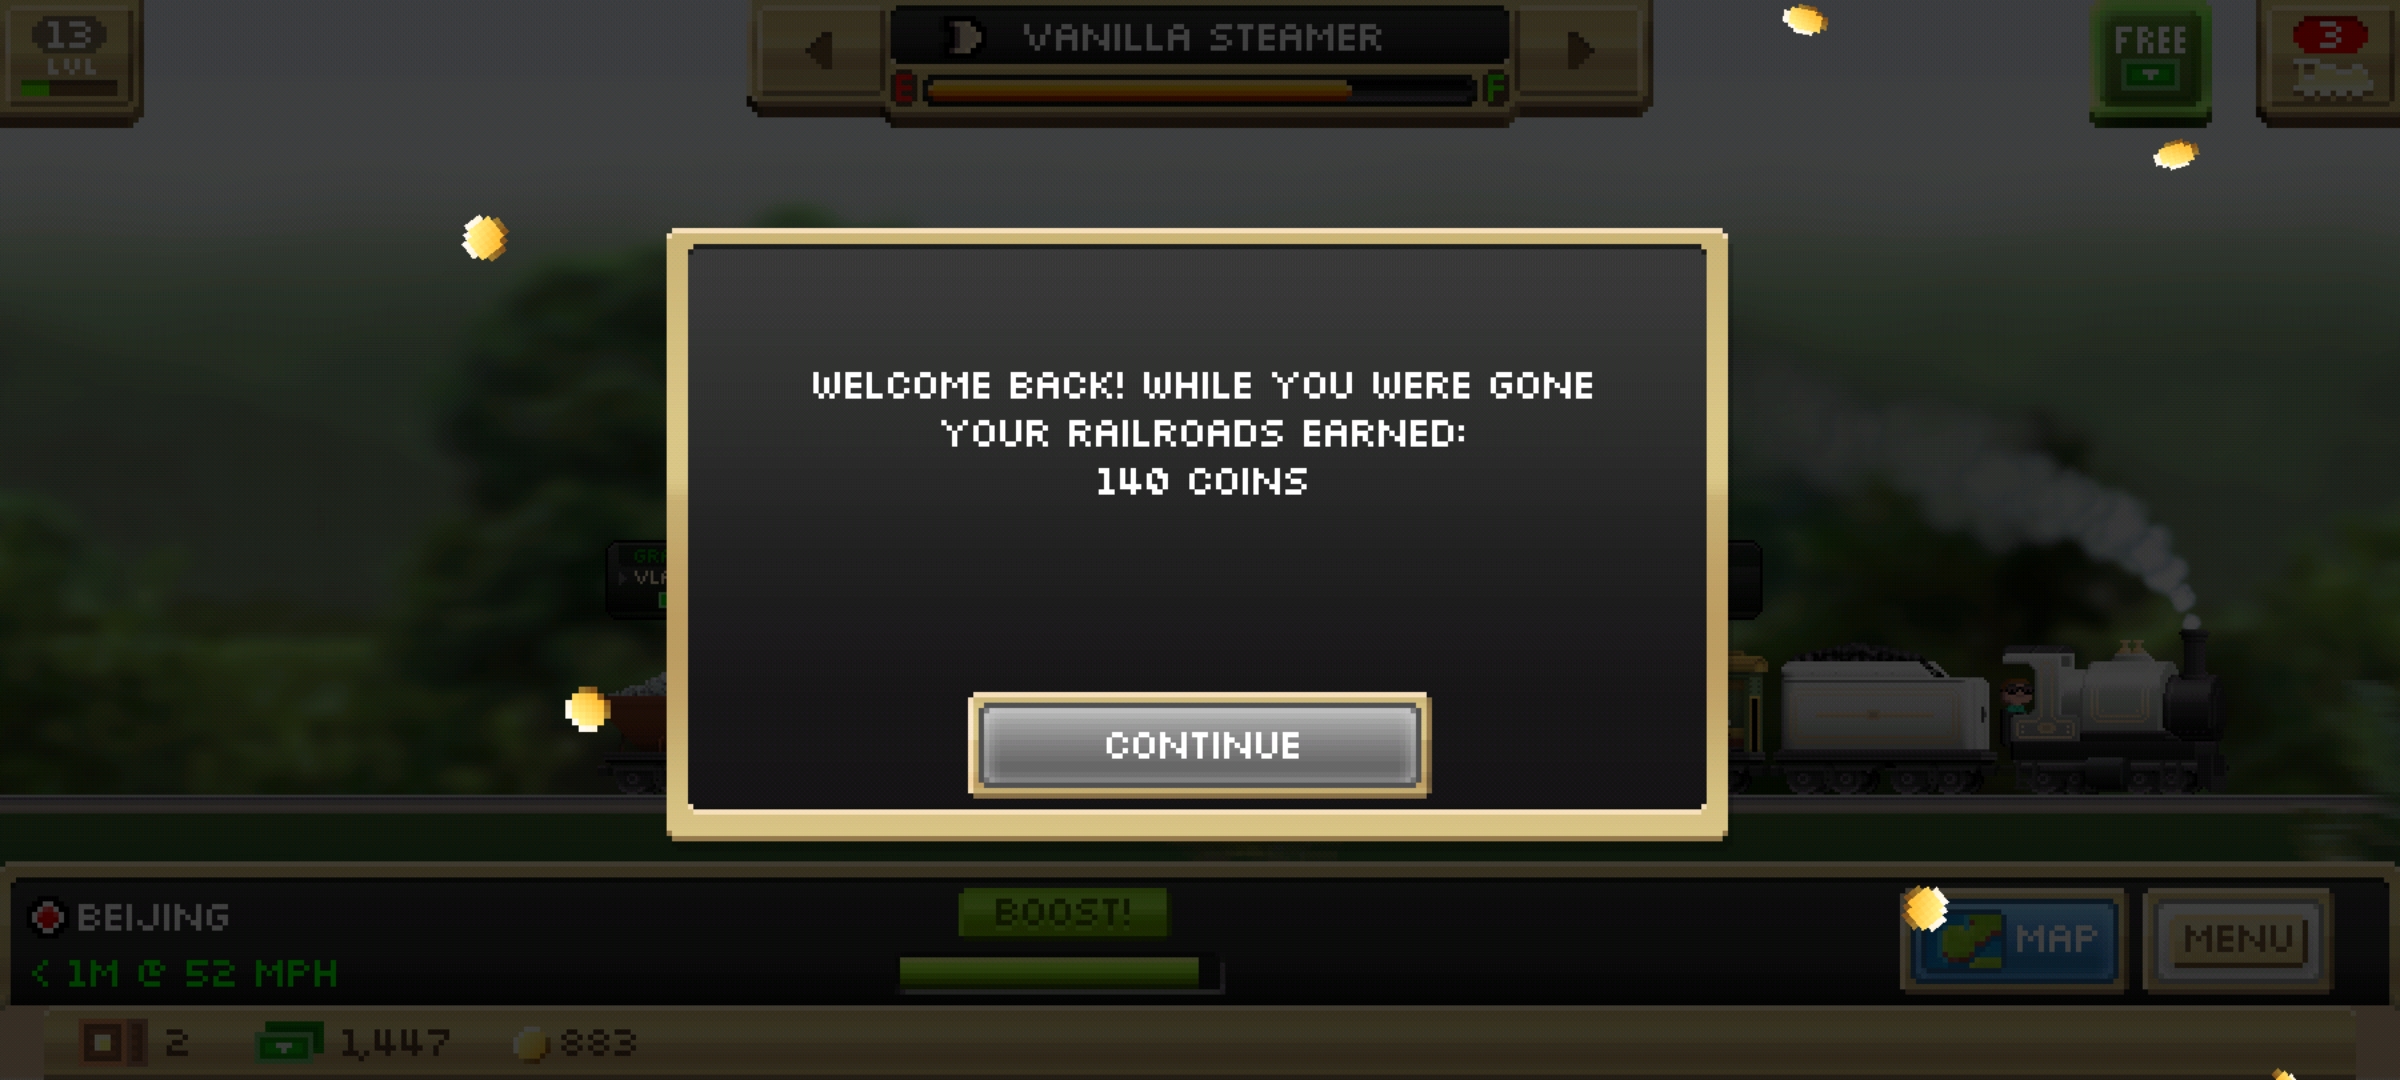 13
LVL
VANILLA STEAMER
E
F
FREE
3
WELCOME BACK! WHILE YOU WERE GONE
YOUR RAILROADS EARNED:
140 COINS
CONTINUE
BEIJING
< 1M @ 52 MPH
BOOST!
MAP
MENU
2
1,447
883